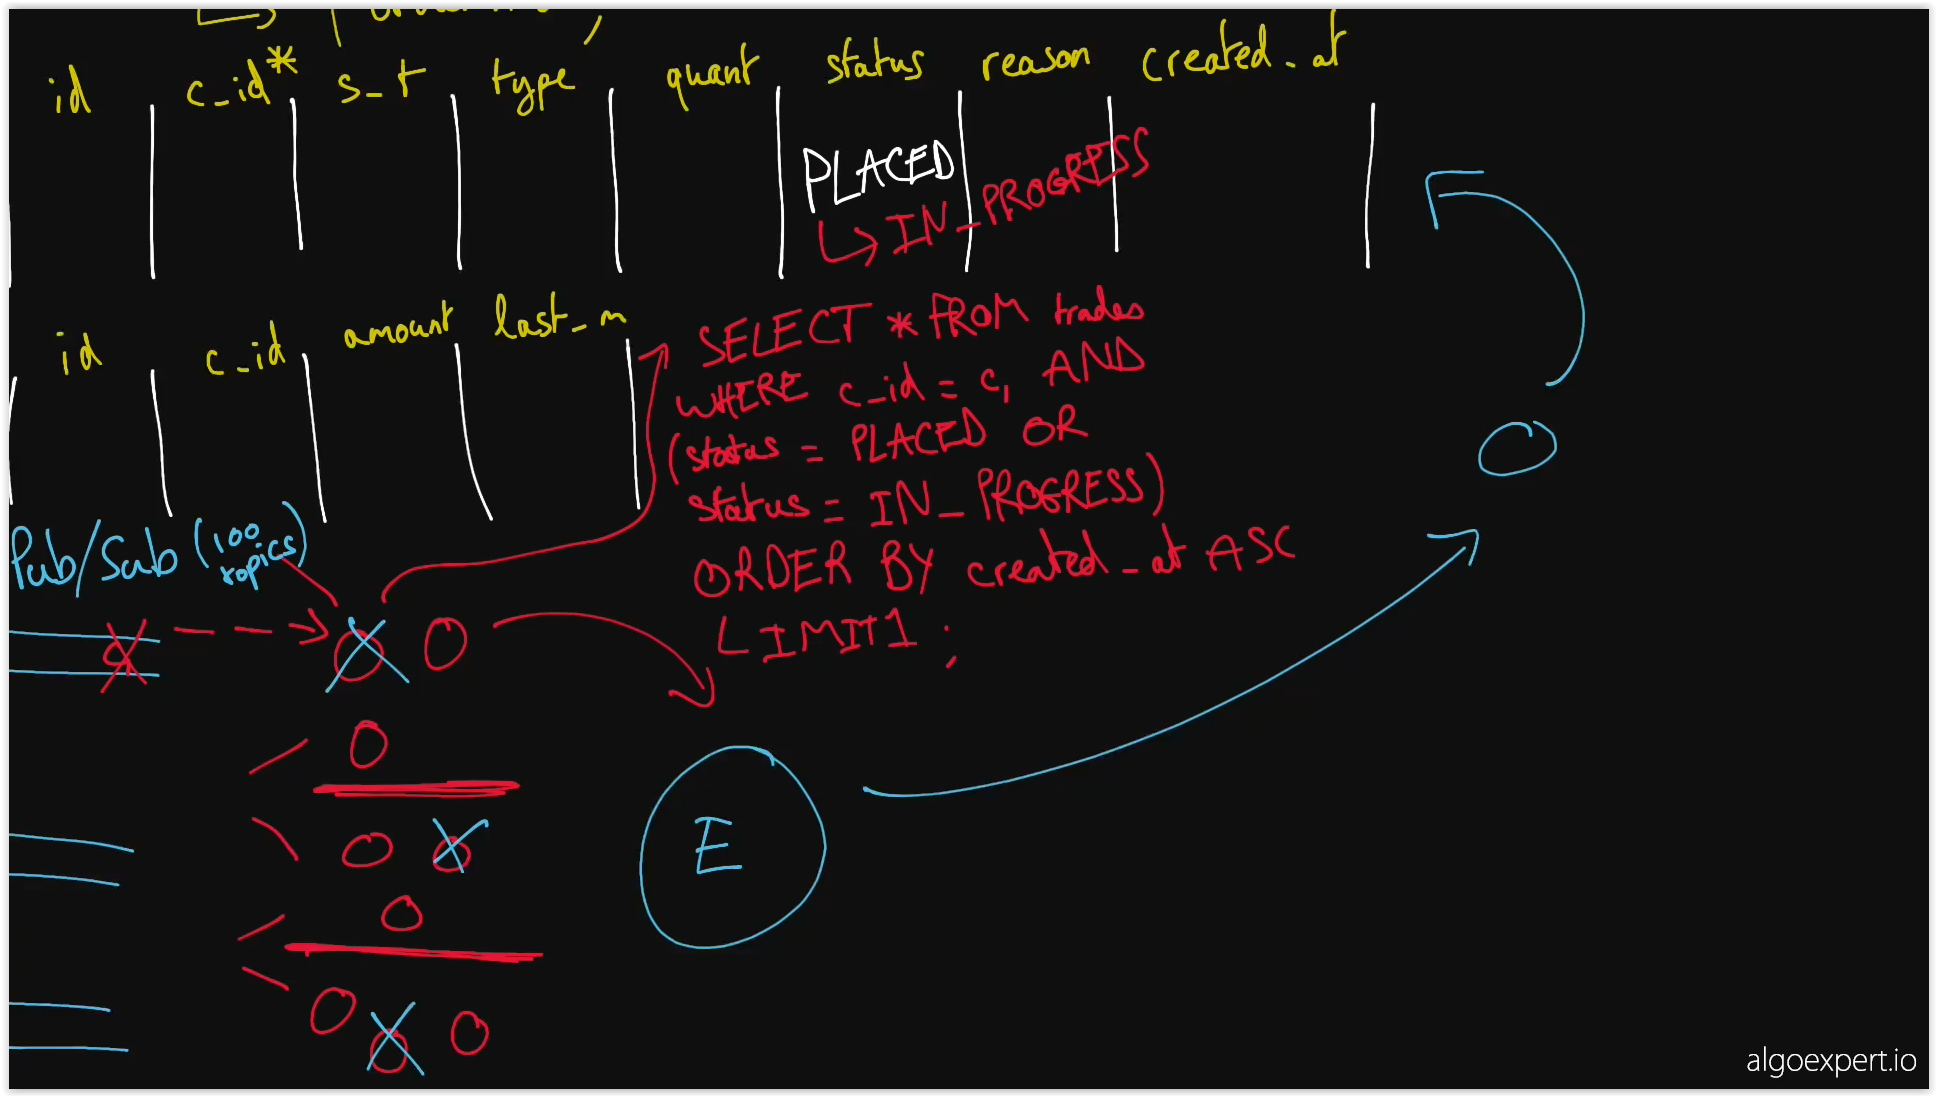 id c_id* s_t type quant status reason created_at
PLACED
IN_PROGRESS
id c_id amount last_m
SELECT * FROM trades
WHERE c_id = c, AND
(status = PLACED OR
status = IN_PROGRESS)
ORDER BY created_at ASC
LIMIT 1 ;
Pub/Sub (100
topics)
E
algoexpert.io